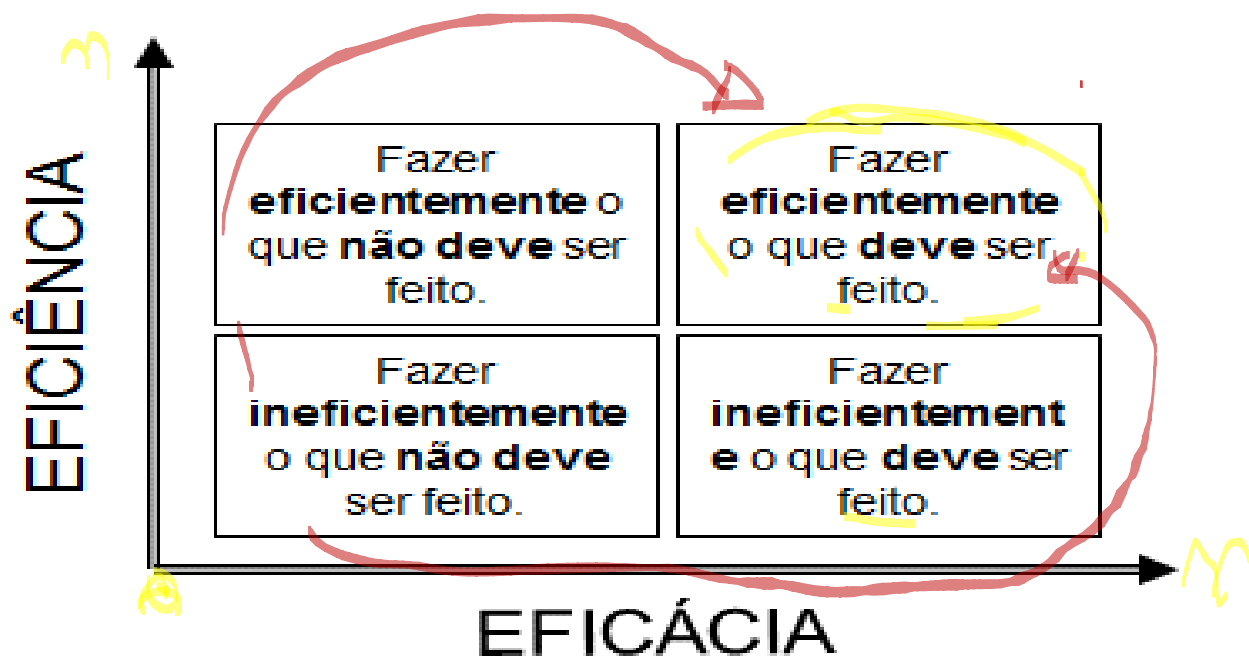 EFICIÊNCIA
Fazer
eficientemente o
que não deve ser
feito.
Fazer
eficientemente
o que deve ser
feito.
Fazer
ineficientemente
o que não deve
ser feito.
Fazer
ineficientement
e o que deve ser
feito.
EFICÁCIA